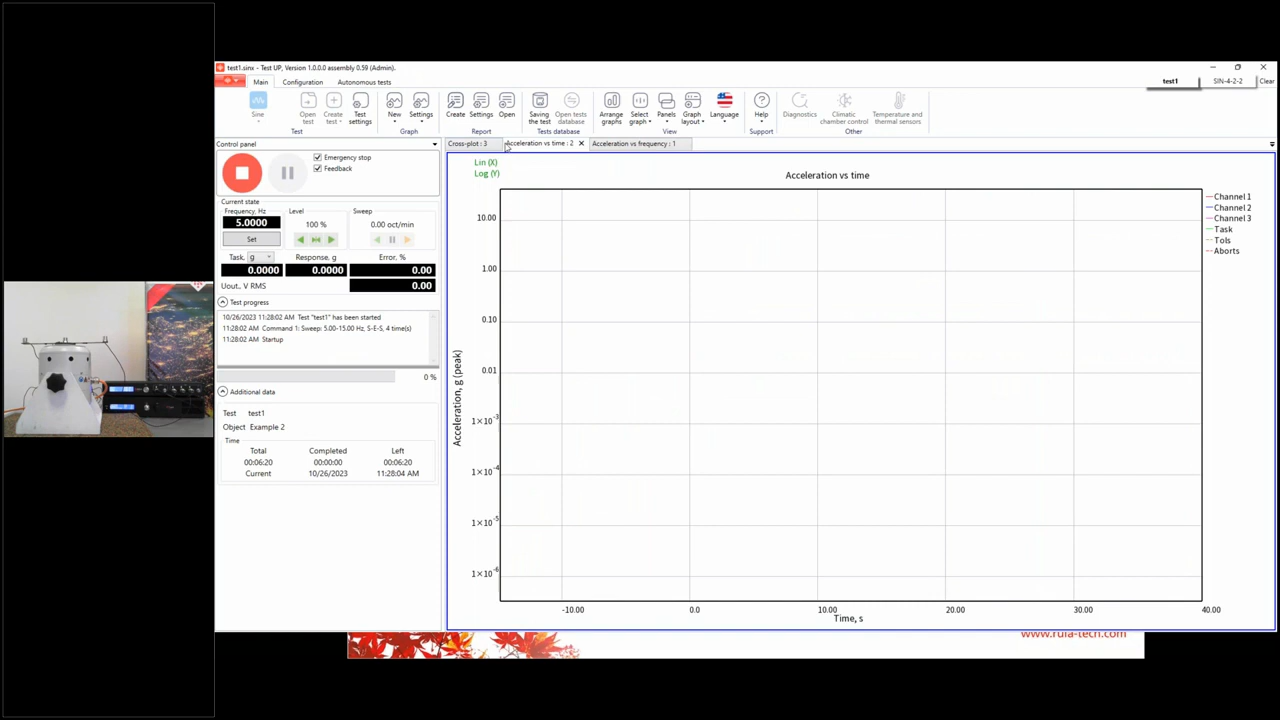 test1.sinx - Test UP, Version 1.0.0.0 assembly 0.59 (Admin).
Main Configuration Autonomous tests
test1 SIN-4-2-2 Clear
Sine Open test Create test Test settings New Settings Create Settings Open Saving the test Open tests database Arrange graphs Select graph Panels Graph layout Language Help Diagnostics Climatic chamber control Temperature and thermal sensors
Test Graph Report Tests database View Support Other
Control panel
Cross-plot : 3 Acceleration vs time : 2 Acceleration vs frequency : 1
Emergency stop
Feedback
Current state
Frequency, Hz Level Sweep
5.0000 100 % 0.00 oct/min
Set
Task, g Response, g Error, %
0.0000 0.0000 0.00
Uout., V RMS 0.00
Test progress
10/26/2023 11:28:02 AM Test "test1" has been started
11:28:02 AM Command 1: Sweep: 5.00-15.00 Hz, S-E-S, 4 time(s)
11:28:02 AM Startup
0 %
Additional data
Test test1
Object Example 2
Time
Total Completed Left
00:06:20 00:00:00 00:06:20
Current 10/26/2023 11:28:04 AM
Lin (X)
Log (Y)
Acceleration vs time
10.00
1.00
0.10
0.01
1×10⁻³
1×10⁻⁴
1×10⁻⁵
1×10⁻⁶
Acceleration, g (peak)
-10.00 0.0 10.00 20.00 30.00 40.00
Time, s
Channel 1
Channel 2
Channel 3
Task
Tols
Aborts
www.rula-tech.com